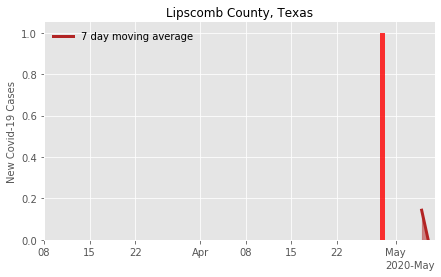 Lipscomb County, Texas
7 day moving average
New Covid-19 Cases
1.0
0.8
0.6
0.4
0.2
0.0
08 15 22 Apr 08 15 22 May
2020-May